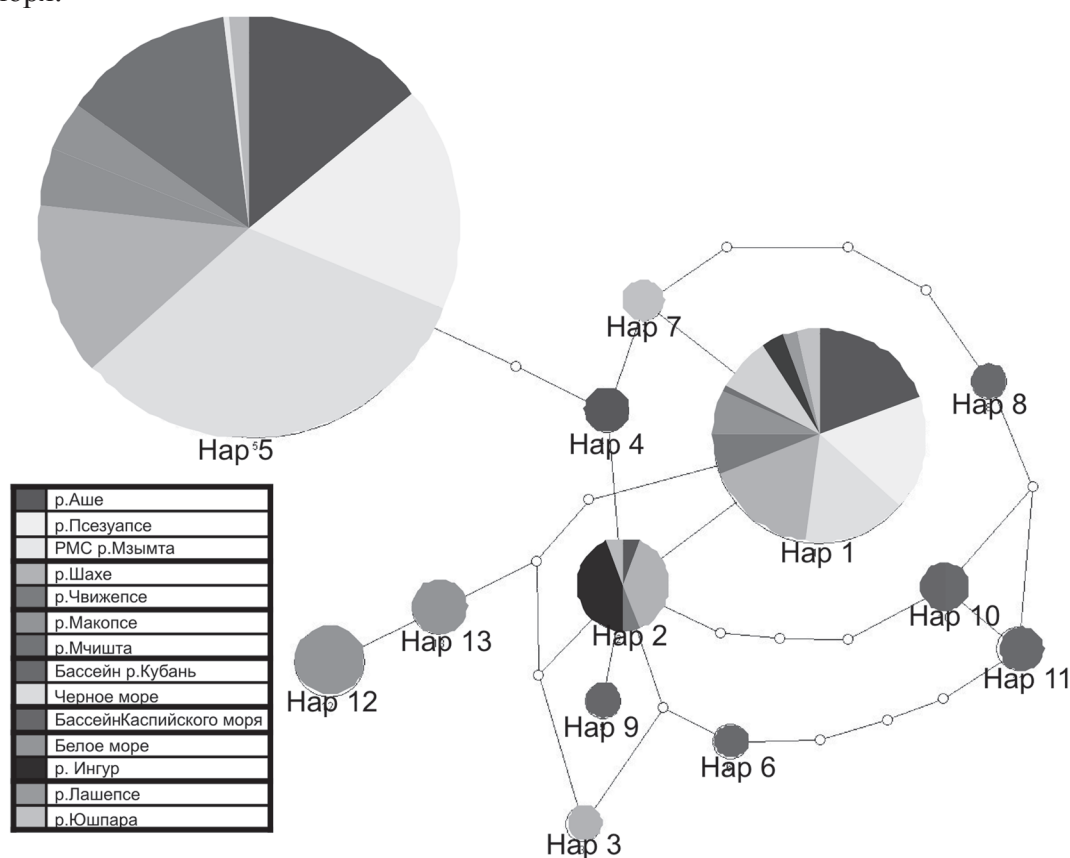 Hap 5
Hap 7
Hap 8
Hap 4
Hap 1
Hap 2
Hap 10
Hap 13
Hap 11
Hap 12
Hap 9
Hap 6
Hap 3
р.Аше
р.Псезуапсе
РМС р.Мзымта
р.Шахе
р.Чвижепсе
р.Макопсе
р.Мчишта
Бассейн р.Кубань
Черное море
БассейнКаспийского моря
Белое море
р. Ингур
р.Лашепсе
р.Юшпара